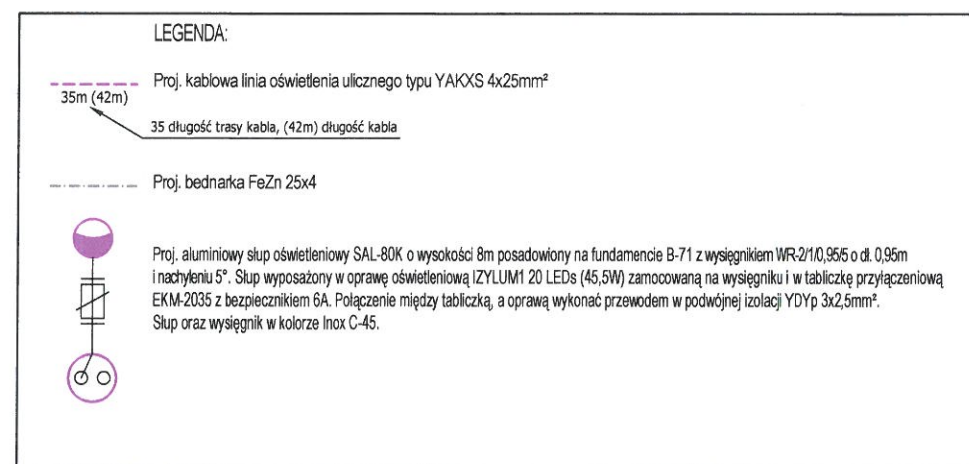 LEGENDA:
Proj. kablowa linia oświetlenia ulicznego typu YAKXS 4x25mm²
35m (42m)
35 długość trasy kabla, (42m) długość kabla
Proj. bednarka FeZn 25x4
Proj. aluminiowy słup oświetleniowy SAL-80K o wysokości 8m posadowiony na fundamencie B-71 z wysięgnikiem WR-2/1/0,95/5 o dł. 0,95m
i nachyleniu 5°. Słup wyposażony w oprawę oświetleniową IZYLUM1 20 LEDs (45,5W) zamocowaną na wysięgniku i w tabliczkę przyłączeniową
EKM-2035 z bezpiecznikiem 6A. Połączenie między tabliczką, a oprawą wykonać przewodem w podwójnej izolacji YDYp 3x2,5mm².
Słup oraz wysięgnik w kolorze Inox C-45.